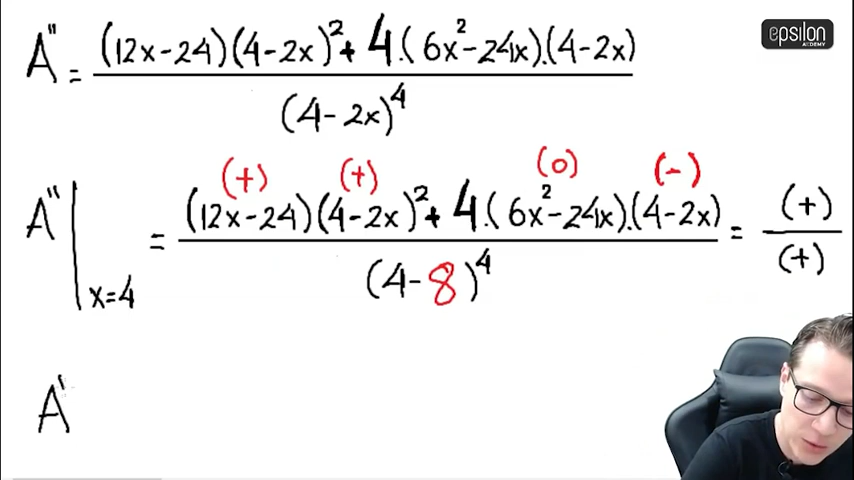 epsilon
ACADEMY
A'' = (12x-24)(4-2x)²+ 4.(6x²-24x).(4-2x)
(4-2x)⁴
(+) (+) (0) (-)
A''| x=4 = (12x-24)(4-2x)²+ 4.(6x²-24x).(4-2x) = (+)
(4-8)⁴ (+)
A'